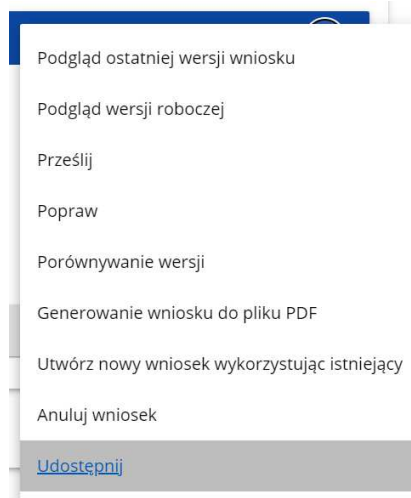 Podgląd ostatniej wersji wniosku
Podgląd wersji roboczej
Prześlij
Popraw
Porównywanie wersji
Generowanie wniosku do pliku PDF
Utwórz nowy wniosek wykorzystując istniejący
Anuluj wniosek
Udostępnij